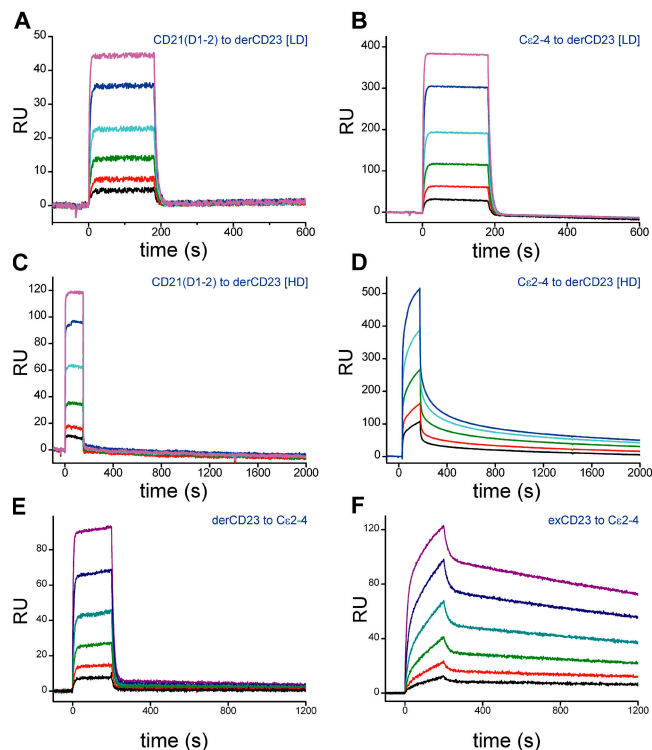 A
CD21(D1-2) to derCD23 [LD]
50
40
30
20
10
0
RU
0
200
400
600
time (s)
B
Cε2-4 to derCD23 [LD]
400
300
200
100
0
RU
0
200
400
600
time (s)
C
CD21(D1-2) to derCD23 [HD]
120
100
80
60
40
20
0
RU
0
400
800
1200
1600
2000
time (s)
D
Cε2-4 to derCD23 [HD]
500
400
300
200
100
0
RU
0
400
800
1200
1600
2000
time (s)
E
derCD23 to Cε2-4
80
60
40
20
0
RU
0
400
800
1200
time (s)
F
exCD23 to Cε2-4
120
80
40
0
RU
0
400
800
1200
time (s)